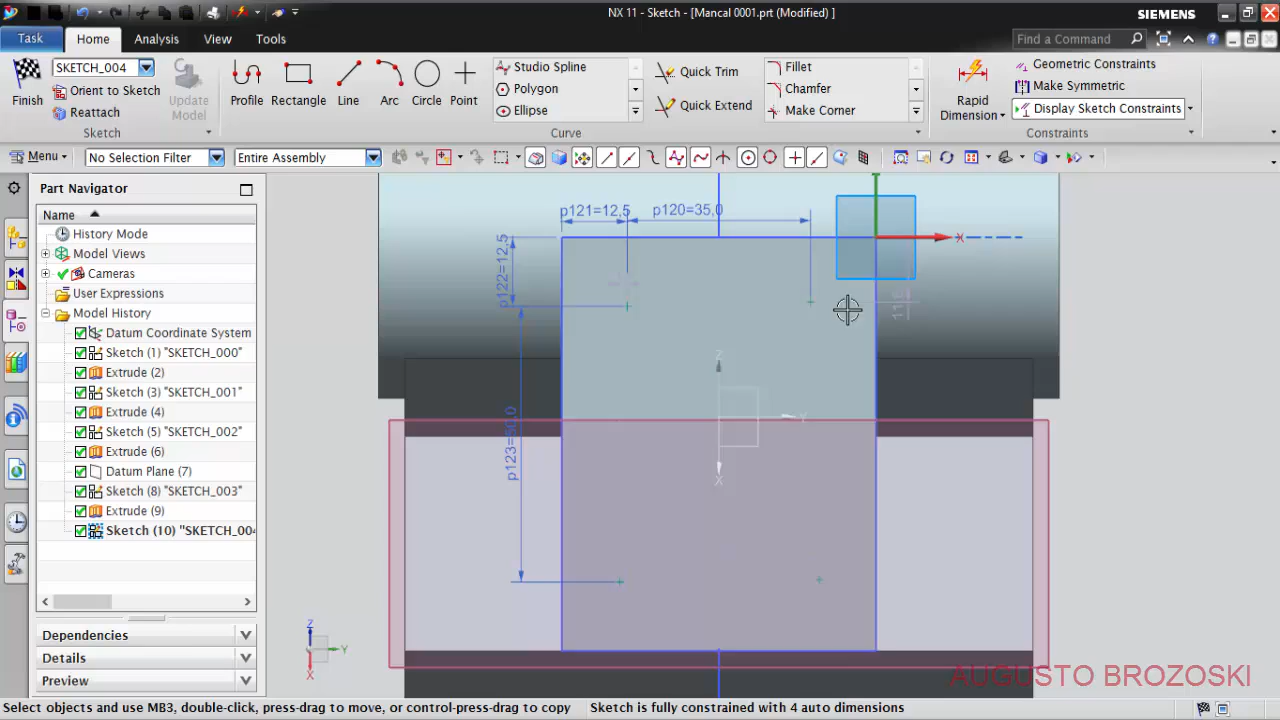 NX 11 - Sketch - [Mancal 0001.prt (Modified) ]
SIEMENS
Task
Home
Analysis
View
Tools
Find a Command
SKETCH_004
Finish
Orient to Sketch
Reattach
Update
Model
Sketch
Profile
Rectangle
Line
Arc
Circle
Point
Studio Spline
Polygon
Ellipse
Quick Trim
Quick Extend
Fillet
Chamfer
Make Corner
Curve
Rapid
Dimension
Geometric Constraints
Make Symmetric
Display Sketch Constraints
Constraints
Menu
No Selection Filter
Entire Assembly
Part Navigator
Name
History Mode
Model Views
Cameras
User Expressions
Model History
Datum Coordinate System
Sketch (1) "SKETCH_000"
Extrude (2)
Sketch (3) "SKETCH_001"
Extrude (4)
Sketch (5) "SKETCH_002"
Extrude (6)
Datum Plane (7)
Sketch (8) "SKETCH_003"
Extrude (9)
Sketch (10) "SKETCH_004
Dependencies
Details
Preview
p121=12,5
p120=35,0
p122=12,5
p123=50,0
X
Z
Y
X
Z
Y
X
AUGUSTO BROZOSKI
Select objects and use MB3, double-click, press-drag to move, or control-press-drag to copy
Sketch is fully constrained with 4 auto dimensions